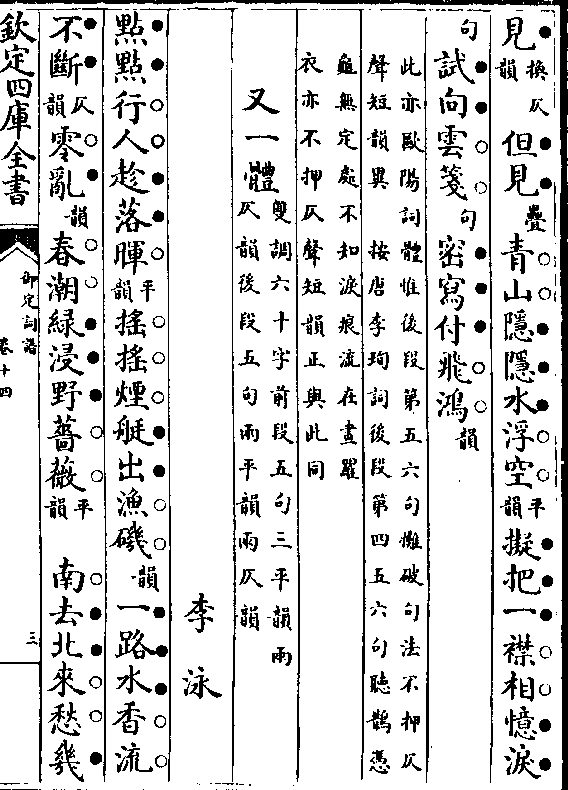 見換仄韻　但見疊青山隱隱水浮空平韻擬把一襟相憶淚
句試向雲箋句密寫付飛鴻韻
此亦歐陽詞體惟後段第五六句攤破句法不押仄
聲短韻異　按唐李珣詞後段第四五六句聽鵲憑
龜無定處不知淚痕流在畫羅
衣亦不押仄聲短韻正與此同
又一體雙調六十字前段五句三平韻兩
仄韻後段五句兩平韻兩仄韻
李泳
點點行人趁落暉平韻搖搖煙艇出漁磯韻一路水香流
不斷仄韻零亂韻春潮綠浸野薔薇平韻　南去北來愁幾
欽定四庫全書
御定詞譜
卷十四
三